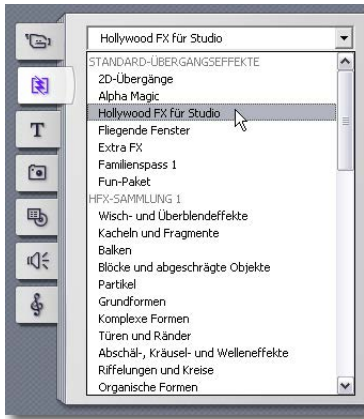 Hollywood FX für Studio
STANDARD-ÜBERGANGSEFFEKTE
2D-Übergänge
Alpha Magic
Hollywood FX für Studio
Fliegende Fenster
Extra FX
Familienspass 1
Fun-Paket
HFX-SAMMLUNG 1
Wisch- und Überblendeffekte
Kacheln und Fragmente
Balken
Blöcke und abgeschrägte Objekte
Partikel
Grundformen
Komplexe Formen
Türen und Ränder
Abschäl-, Kräusel- und Welleneffekte
Riffelungen und Kreise
Organische Formen
T